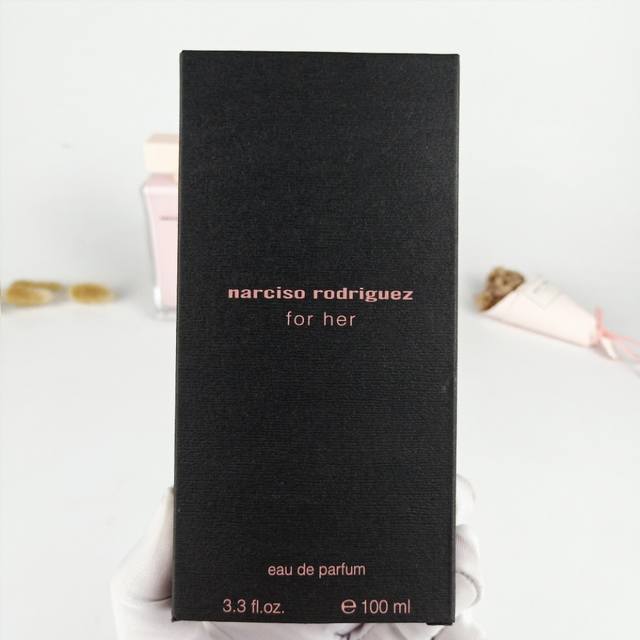 narciso rodriguez
for her
eau de parfum
3.3 fl.oz. ℮ 100 ml